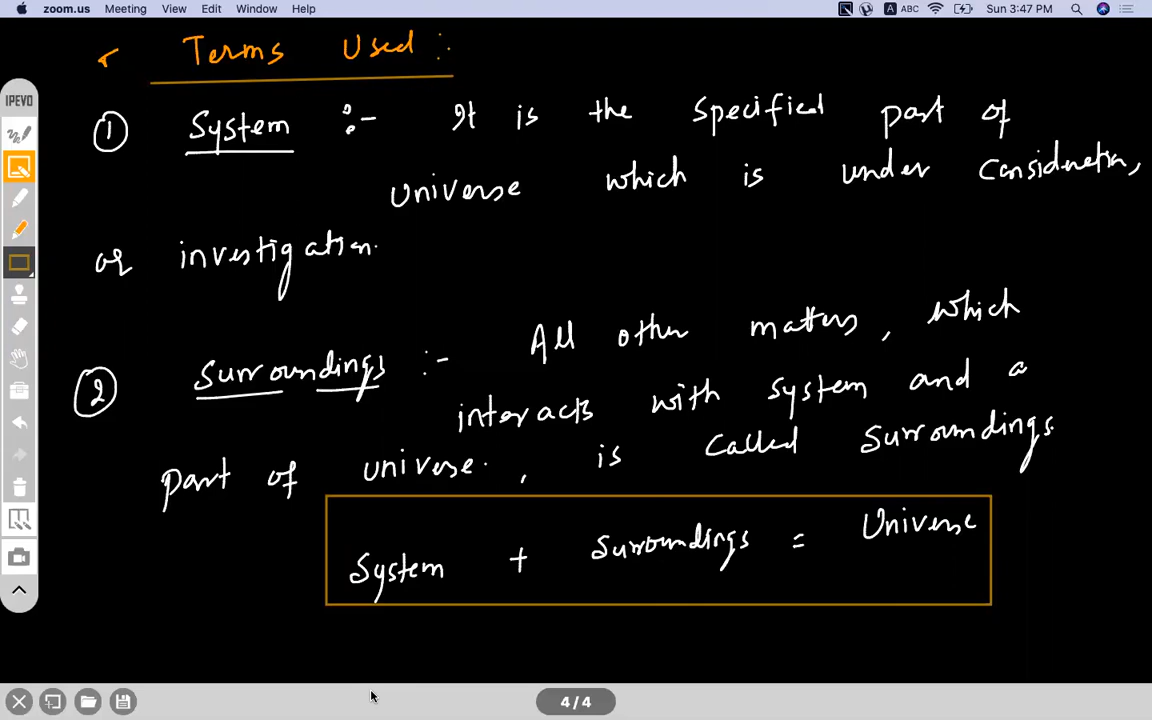 zoom.us Meeting View Edit Window Help ABC Sun 3:47 PM
Terms Used :-
IPEVO
① System :- It is the specified part of
universe which is under consideration,
or investigation.
② Surroundings :- All other matters, which
interacts with system and a
part of universe. , is called surroundings.
System + Surroundings = Universe
4/4